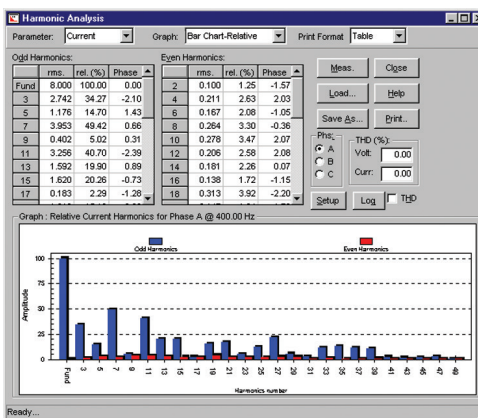 Harmonic Analysis
Parameter: Current Graph: Bar Chart-Relative Print Format Table
Odd Harmonics: Even Harmonics:
rms. rel. (%) Phase rms. rel. (%) Phase
Fund 8.000 100.00 0.00 2 0.100 1.25 -1.57
3 2.742 34.27 -2.10 4 0.211 2.63 2.03
5 1.176 14.70 1.43 6 0.167 2.08 -1.05
7 3.953 49.42 0.66 8 0.264 3.30 -0.36
9 0.402 5.02 0.31 10 0.278 3.47 2.07
11 3.256 40.70 -2.39 12 0.206 2.58 2.08
13 1.592 19.90 0.89 14 0.181 2.26 0.07
15 1.620 20.26 -0.73 16 0.138 1.72 -1.15
17 0.183 2.29 -1.28 18 0.313 3.92 -2.20
Meas. Close
Load... Help
Save As... Print..
Phs:
A
B
C
THD (%):
Volt: 0.00
Curr: 0.00
Setup Log THD
Graph : Relative Current Harmonics for Phase A @ 400.00 Hz
Odd Harmonics Even Harmonics
Amplitude
100
75
50
25
0
Fund 3 5 7 9 11 13 15 17 19 21 23 25 27 29 31 33 35 37 39 41 43 45 47 49
Harmonics number
Ready...